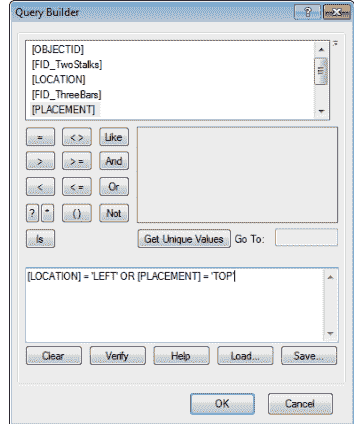 Query Builder
[OBJECTID]
[FID_TwoStalks]
[LOCATION]
[FID_ThreeBars]
[PLACEMENT]
= <> Like
> >= And
< <= Or
? * () Not
Is Get Unique Values Go To:
[LOCATION] = 'LEFT' OR [PLACEMENT] = 'TOP'
Clear Verify Help Load... Save...
OK Cancel